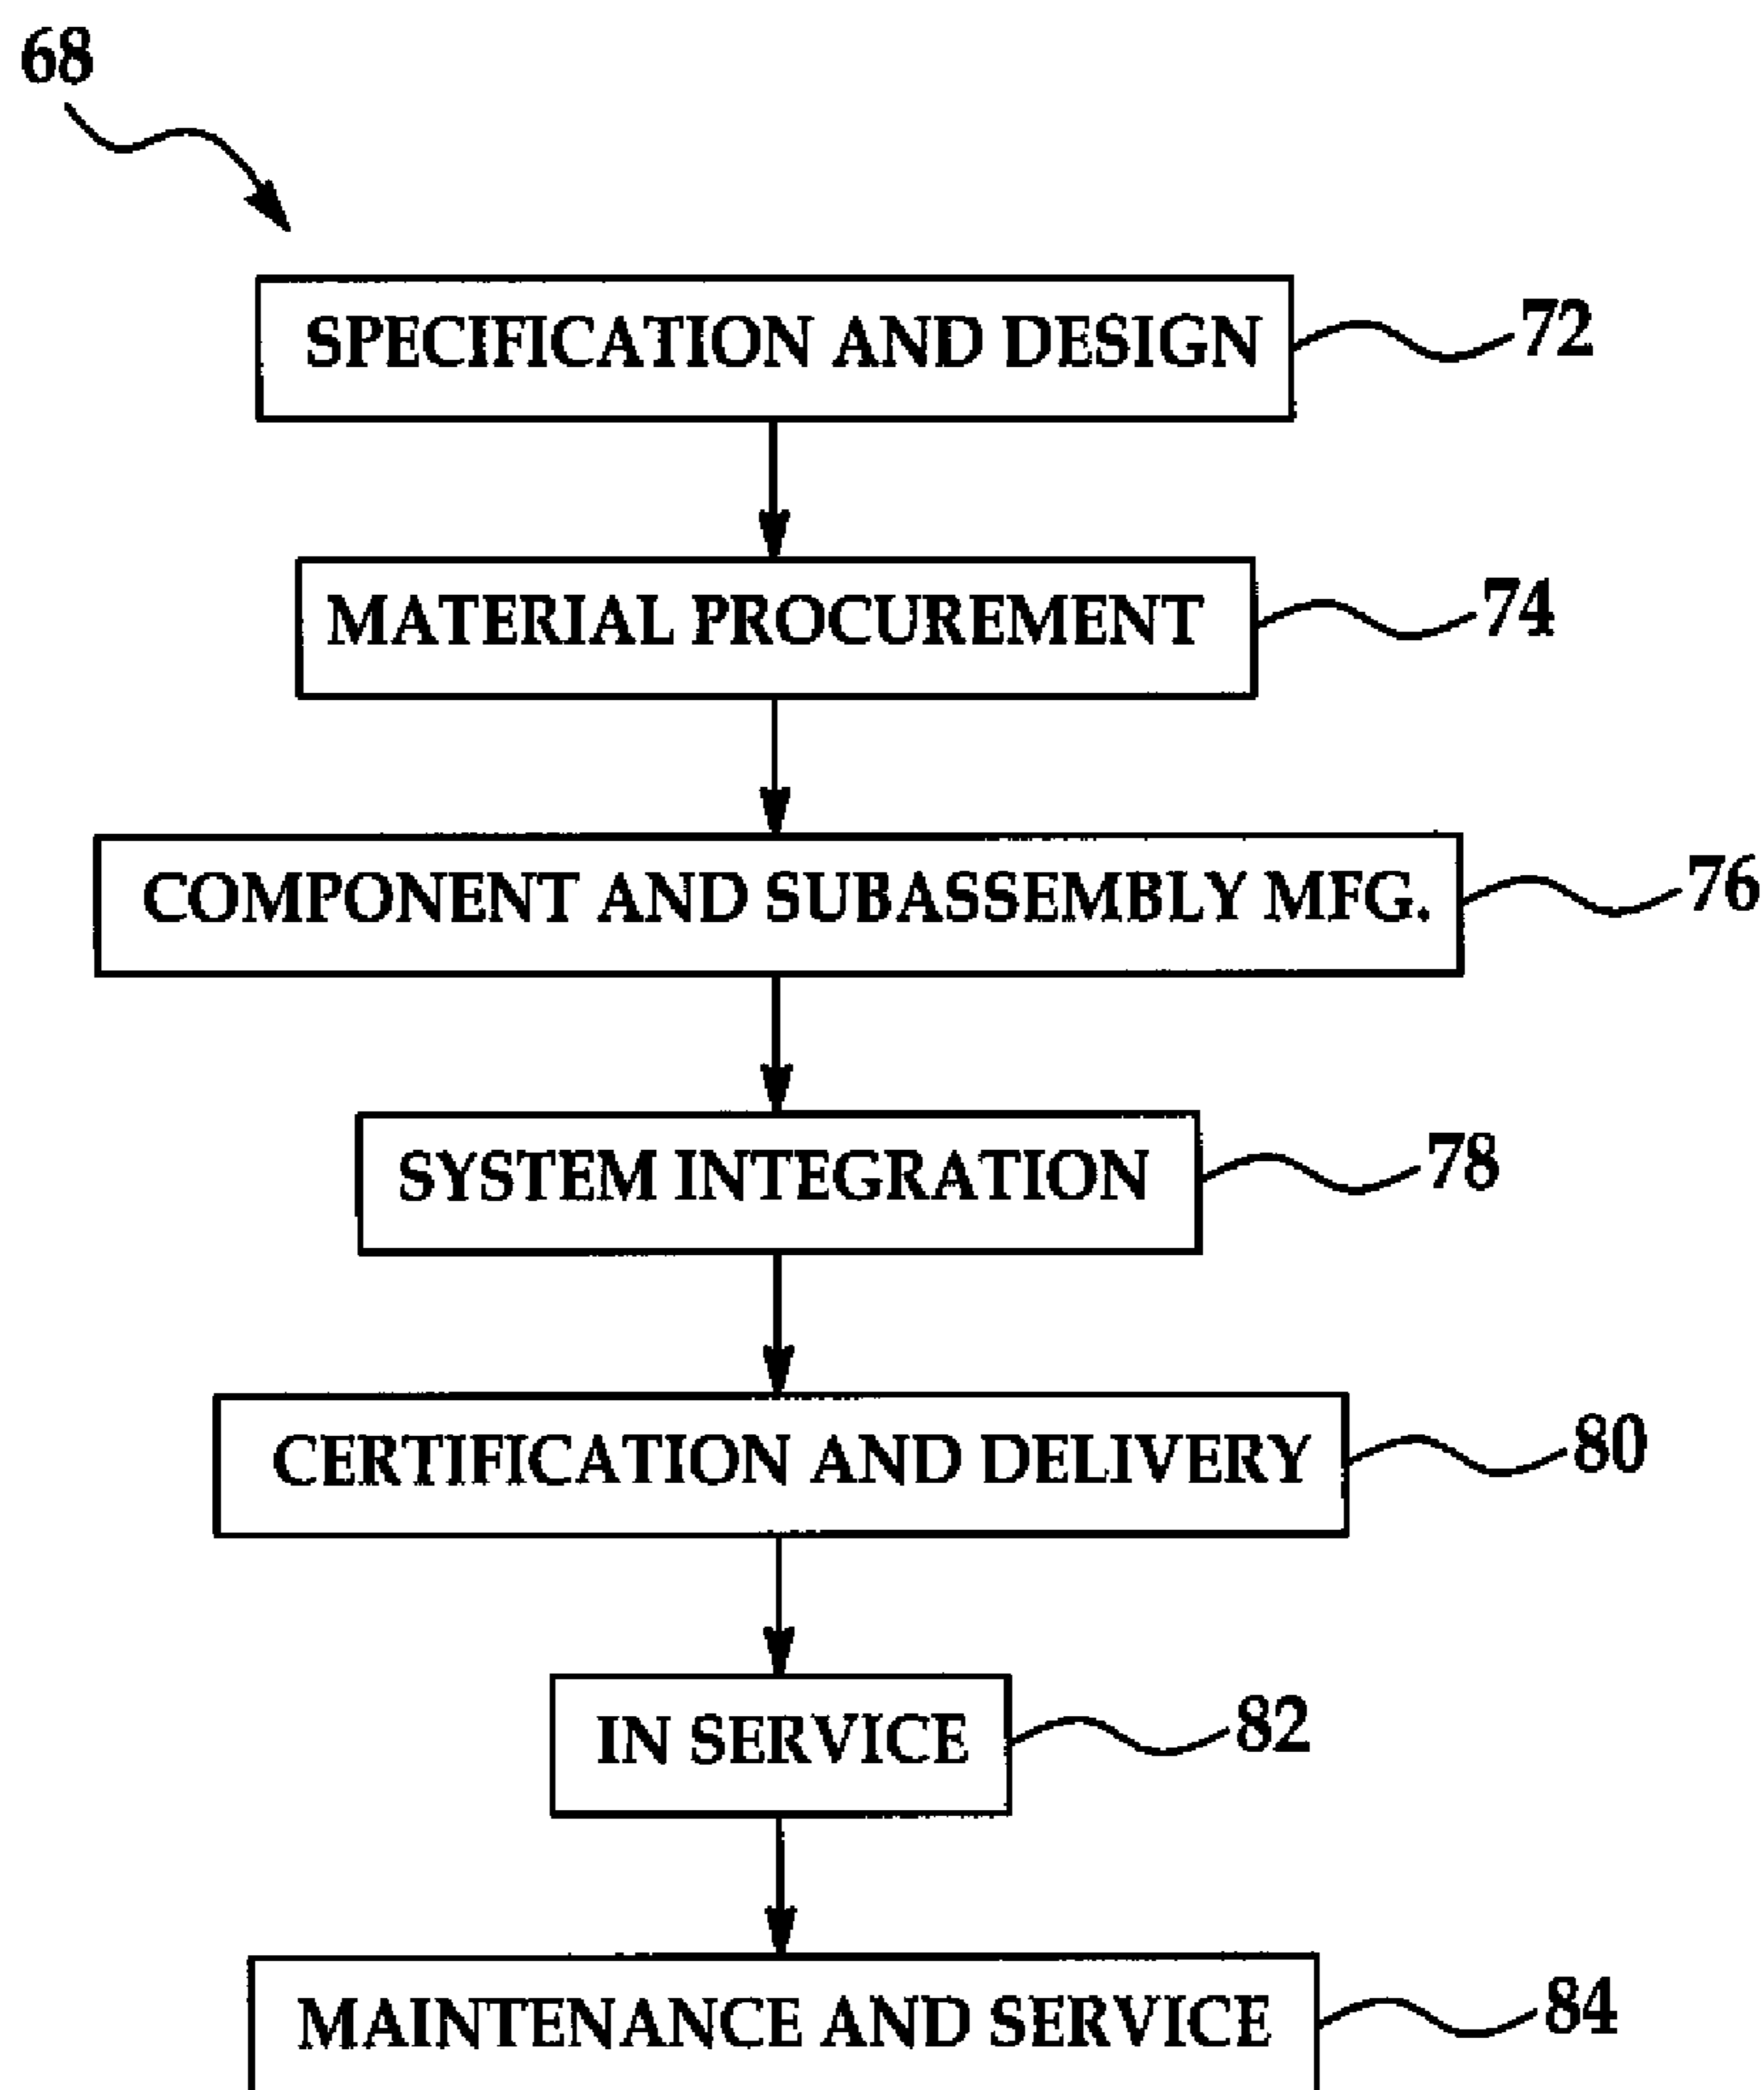 68
SPECIFICATION AND DESIGN 72
MATERIAL PROCUREMENT 74
COMPONENT AND SUBASSEMBLY MFG. 76
SYSTEM INTEGRATION 78
CERTIFICATION AND DELIVERY 80
IN SERVICE 82
MAINTENANCE AND SERVICE 84